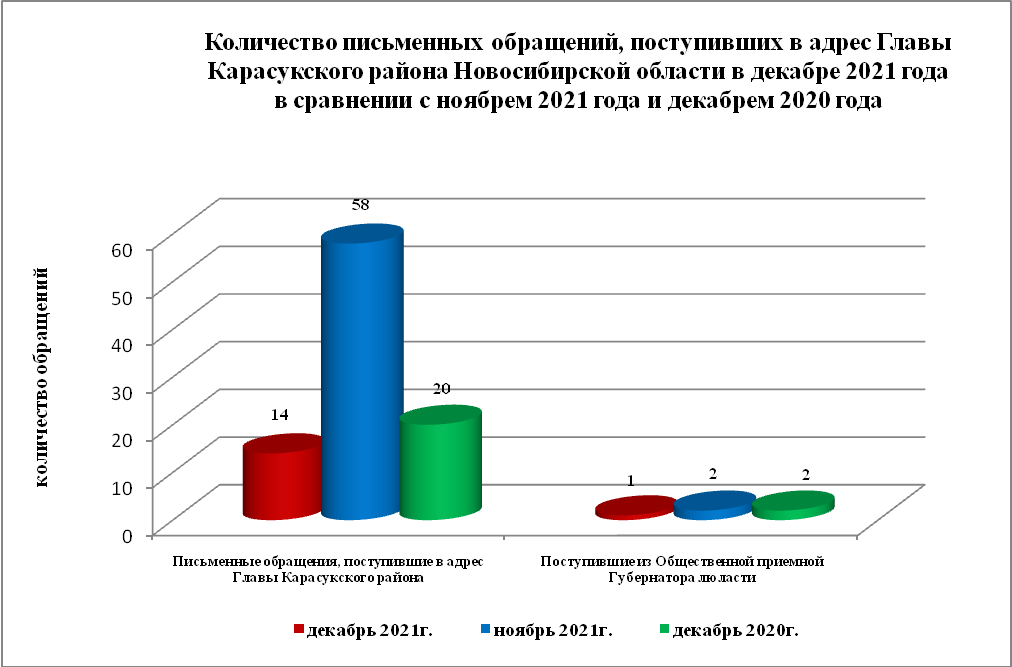 Количество письменных обращений, поступивших в адрес Главы
Карасукского района Новосибирской области в декабре 2021 года
в сравнении с ноябрем 2021 года и декабрем 2020 года
количество обращений
60
50
40
30
20
10
0
14
58
20
1
2
2
Письменные обращения, поступившие в адрес
Главы Карасукского района
Поступившие из Общественной приемной
Губернатора люласти
декабрь 2021г.
ноябрь 2021г.
декабрь 2020г.